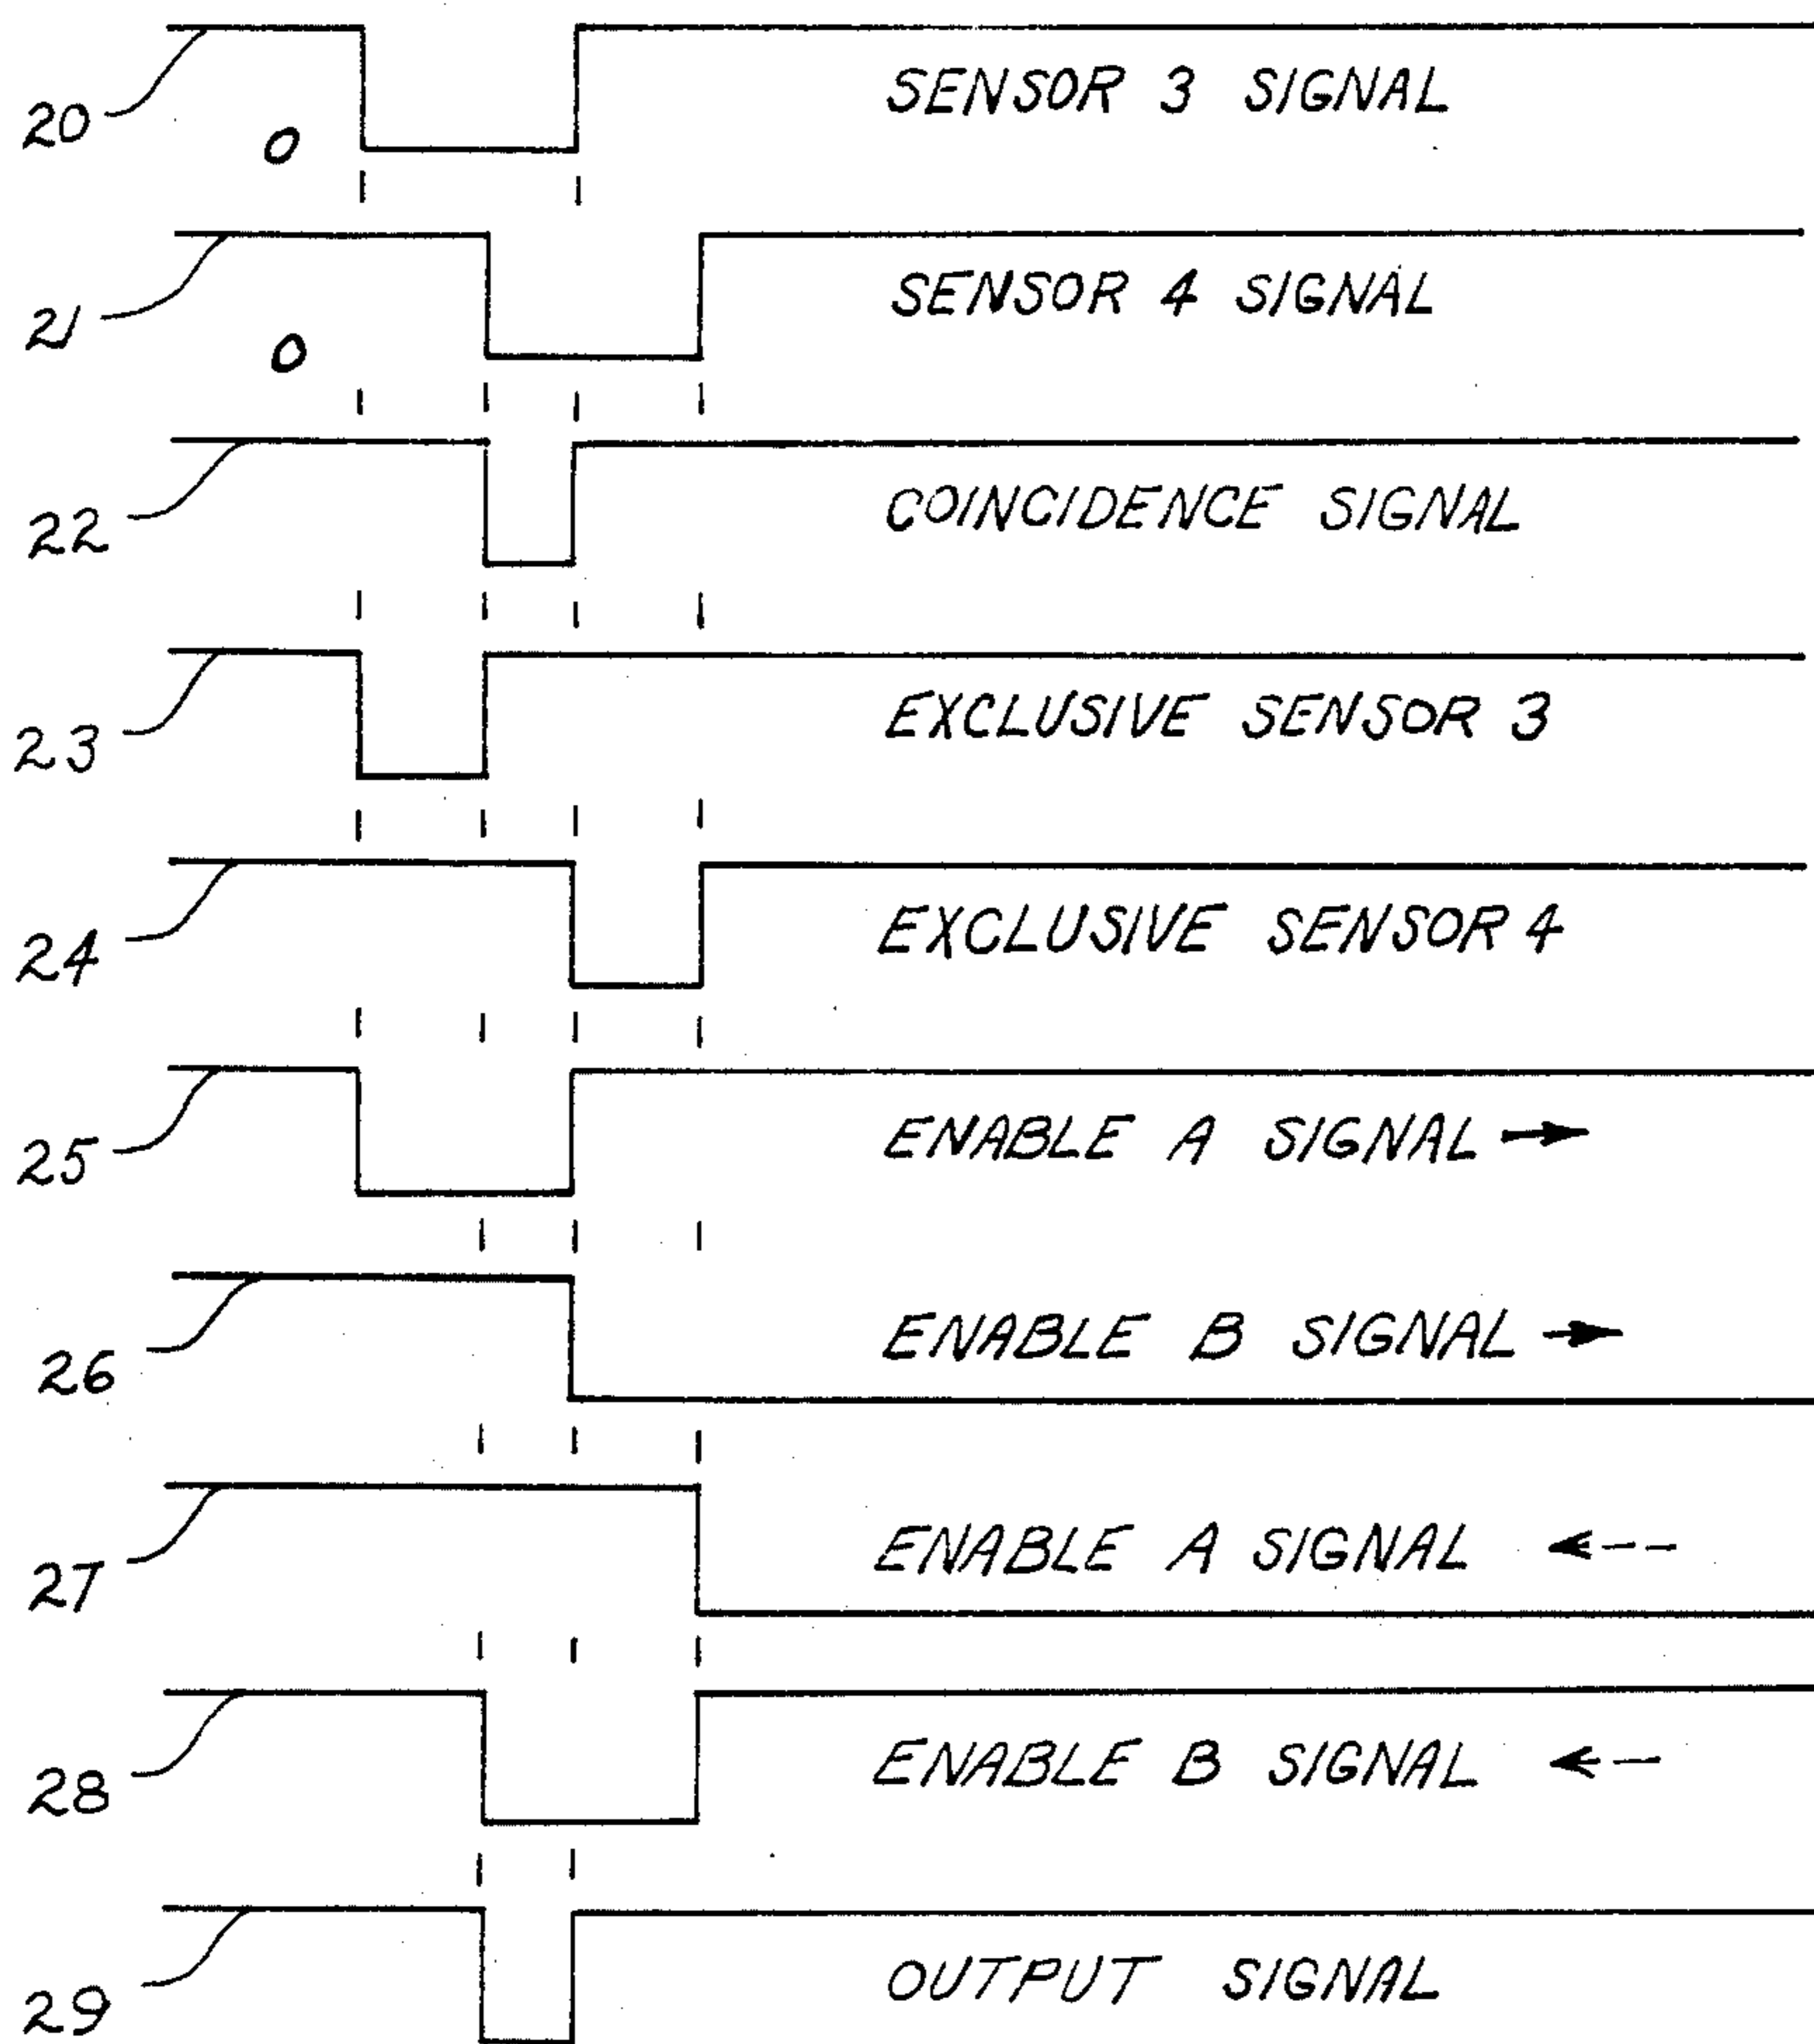 20 0 SENSOR 3 SIGNAL
21 0 SENSOR 4 SIGNAL
22 COINCIDENCE SIGNAL
23 EXCLUSIVE SENSOR 3
24 EXCLUSIVE SENSOR 4
25 ENABLE A SIGNAL →
26 ENABLE B SIGNAL →
27 ENABLE A SIGNAL ←--
28 ENABLE B SIGNAL ←--
29 OUTPUT SIGNAL